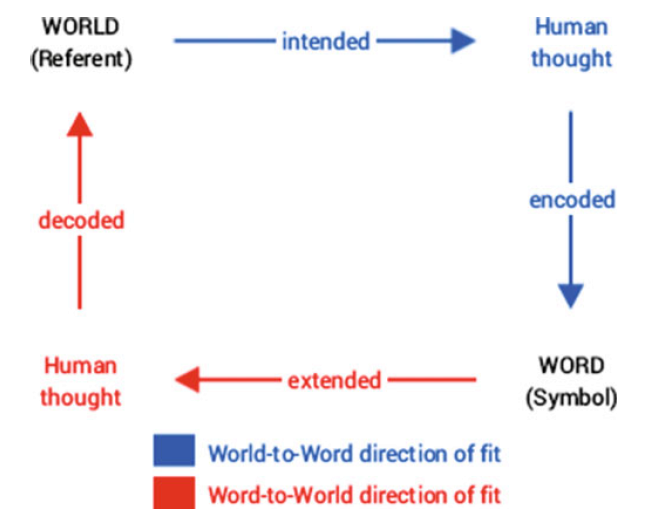 WORLD
(Referent)
intended
Human
thought
decoded
encoded
Human
thought
extended
WORD
(Symbol)
World-to-Word direction of fit
Word-to-World direction of fit